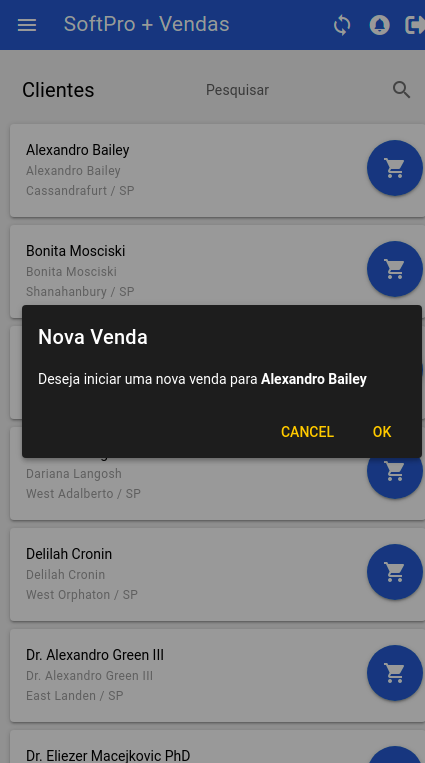 SoftPro + Vendas
Clientes
Pesquisar
Alexandro Bailey
Alexandro Bailey
Cassandrafurt / SP
Bonita Mosciski
Bonita Mosciski
Shanahanbury / SP
Nova Venda
Deseja iniciar uma nova venda para Alexandro Bailey
CANCEL
OK
Dariana Langosh
West Adalberto / SP
Delilah Cronin
Delilah Cronin
West Orphaton / SP
Dr. Alexandro Green III
Dr. Alexandro Green III
East Landen / SP
Dr. Eliezer Macejkovic PhD